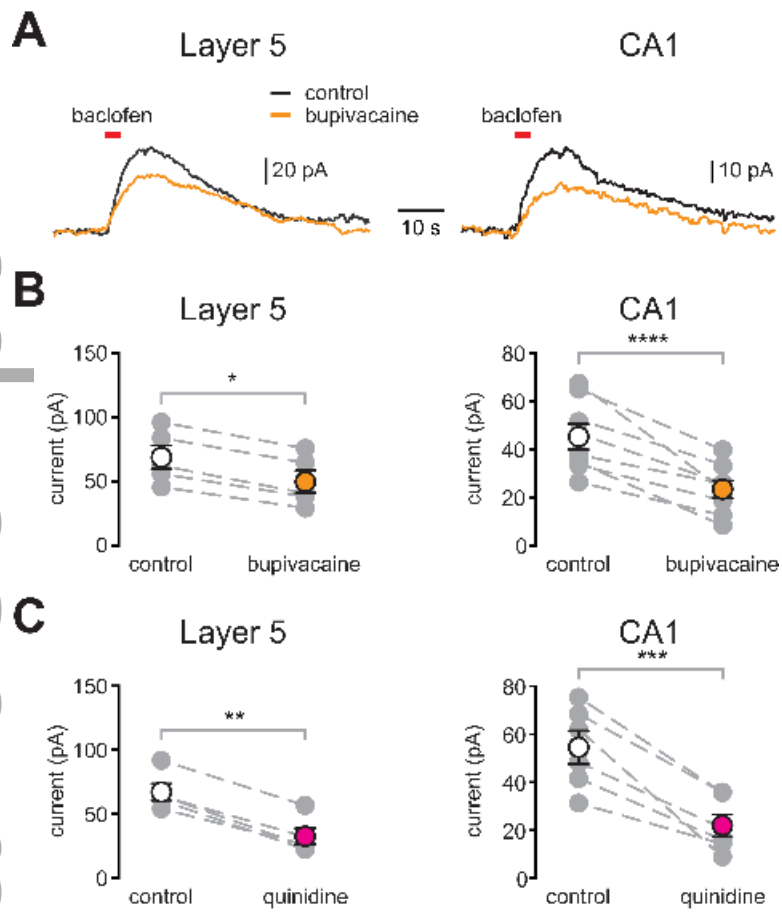 A
Layer 5
CA1
control
bupivacaine
baclofen
baclofen
20 pA
10 pA
10 s
B
Layer 5
CA1
150
100
50
0
current (pA)
*
control
bupivacaine
80
60
40
20
0
current (pA)
****
control
bupivacaine
C
Layer 5
CA1
150
100
50
0
current (pA)
**
control
quinidine
80
60
40
20
0
current (pA)
***
control
quinidine